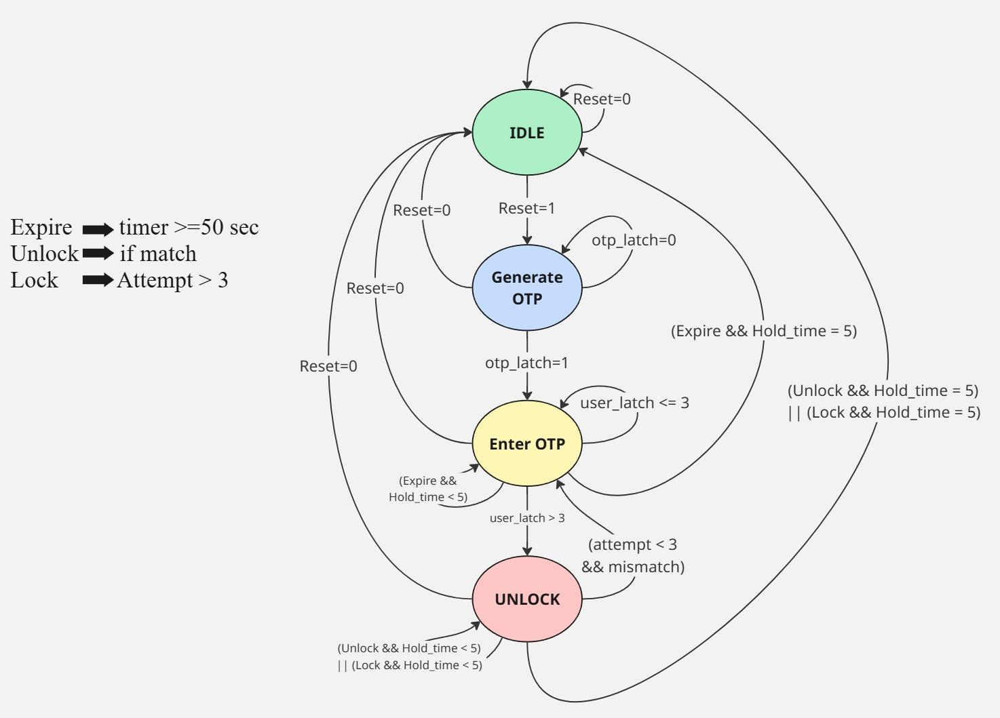 IDLE
Reset=0
Reset=1
Reset=0
otp_latch=0
Expire ➡ timer >=50 sec
Unlock ➡ if match
Lock ➡ Attempt > 3
Generate
OTP
Reset=0
(Expire && Hold_time = 5)
otp_latch=1
Reset=0
(Unlock && Hold_time = 5)
|| (Lock && Hold_time = 5)
user_latch <= 3
Enter OTP
(Expire &&
Hold_time < 5)
user_latch > 3
(attempt < 3
&& mismatch)
UNLOCK
(Unlock && Hold_time < 5)
|| (Lock && Hold_time < 5)